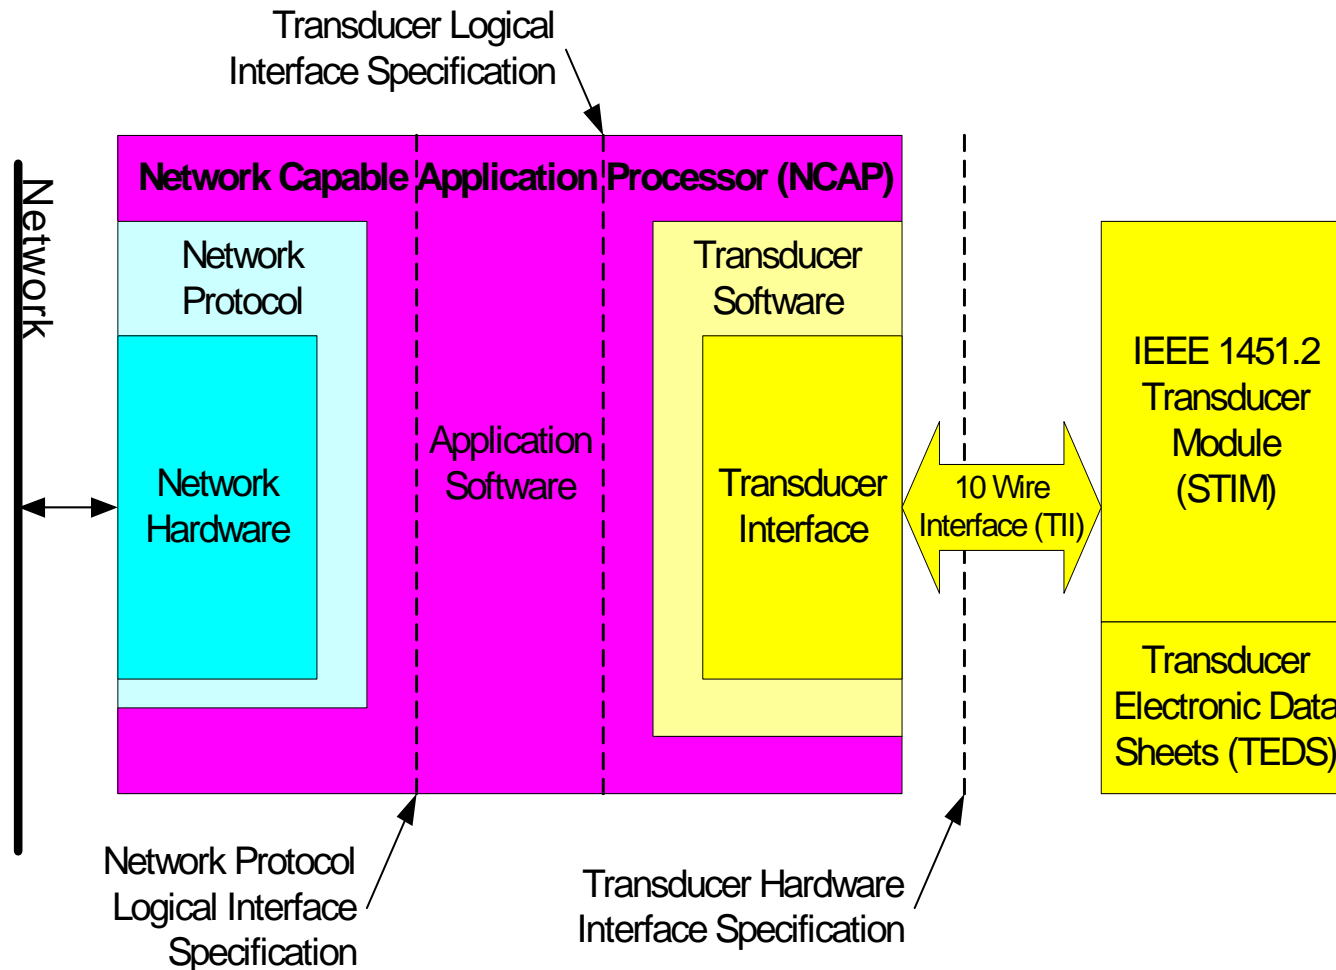 Transducer Logical
Interface Specification
Network Capable Application Processor (NCAP)
Network
Network
Protocol
Transducer
Software
IEEE 1451.2
Transducer
Module
(STIM)
Application
Software
Network
Hardware
Transducer
Interface
10 Wire
Interface (TII)
Transducer
Electronic Data
Sheets (TEDS)
Network Protocol
Logical Interface
Specification
Transducer Hardware
Interface Specification